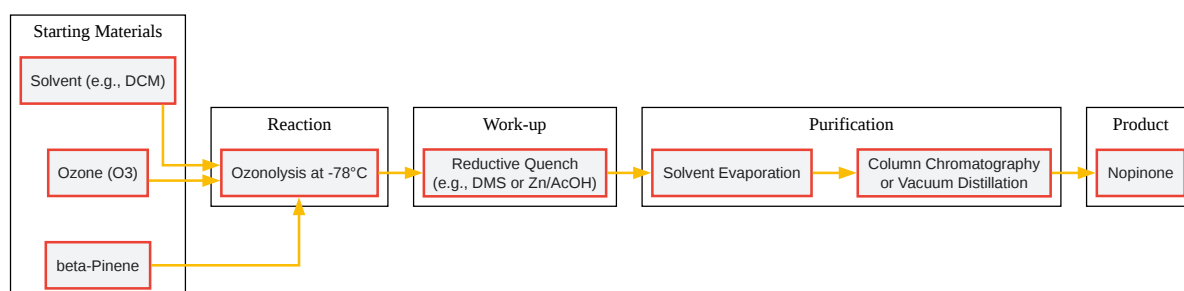 Starting Materials
Solvent (e.g., DCM)
Ozone (O3)
beta-Pinene
Reaction
Ozonolysis at -78°C
Work-up
Reductive Quench
(e.g., DMS or Zn/AcOH)
Purification
Solvent Evaporation
Column Chromatography
or Vacuum Distillation
Product
Nopinone